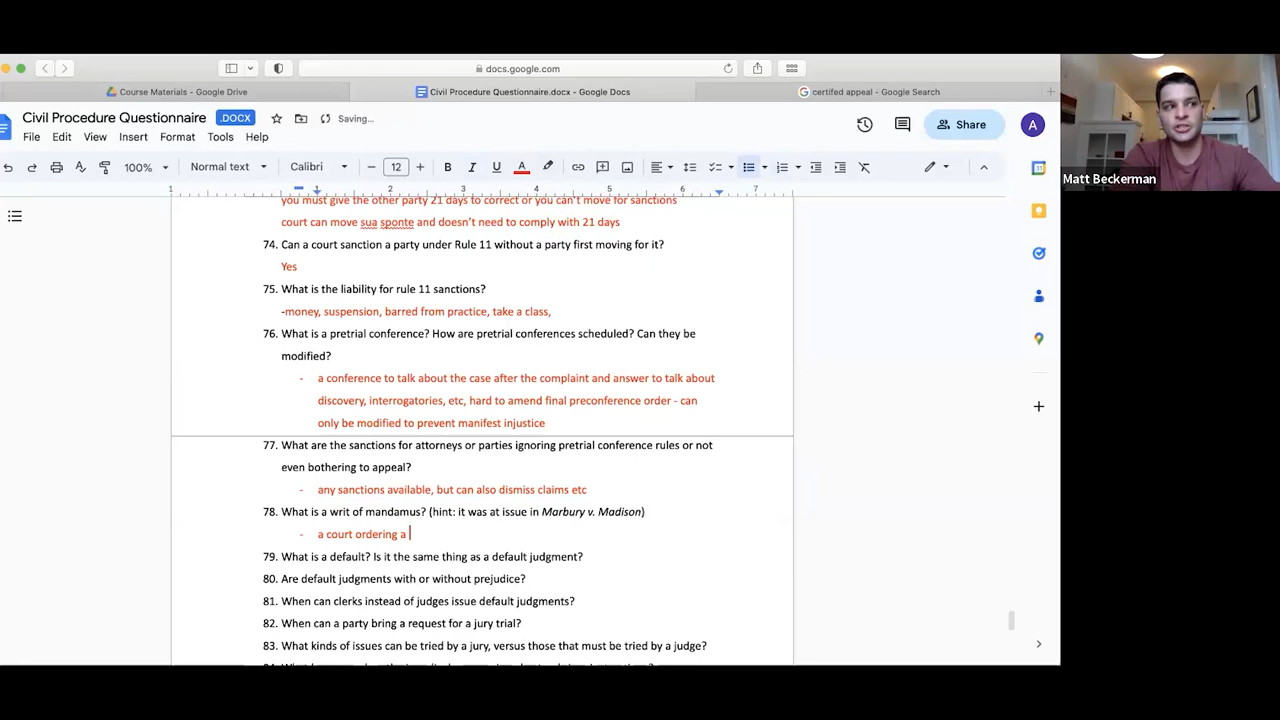 docs.google.com
Course Materials - Google Drive
Civil Procedure Questionnaire.docx - Google Docs
certifed appeal - Google Search
Civil Procedure Questionnaire
.DOCX
Saving...
Share
A
File Edit View Insert Format Tools Help
100%
Normal text
Calibri
12
B I U A
1 1 2 3 4 5 6 7
you must give the other party 21 days to correct or you can't move for sanctions
court can move sua sponte and doesn't need to comply with 21 days
74. Can a court sanction a party under Rule 11 without a party first moving for it?
Yes
75. What is the liability for rule 11 sanctions?
-money, suspension, barred from practice, take a class,
76. What is a pretrial conference? How are pretrial conferences scheduled? Can they be
modified?
- a conference to talk about the case after the complaint and answer to talk about
discovery, interrogatories, etc, hard to amend final preconference order - can
only be modified to prevent manifest injustice
77. What are the sanctions for attorneys or parties ignoring pretrial conference rules or not
even bothering to appeal?
- any sanctions available, but can also dismiss claims etc
78. What is a writ of mandamus? (hint: it was at issue in Marbury v. Madison)
- a court ordering a
79. What is a default? Is it the same thing as a default judgment?
80. Are default judgments with or without prejudice?
81. When can clerks instead of judges issue default judgments?
82. When can a party bring a request for a jury trial?
83. What kinds of issues can be tried by a jury, versus those that must be tried by a judge?
Matt Beckerman